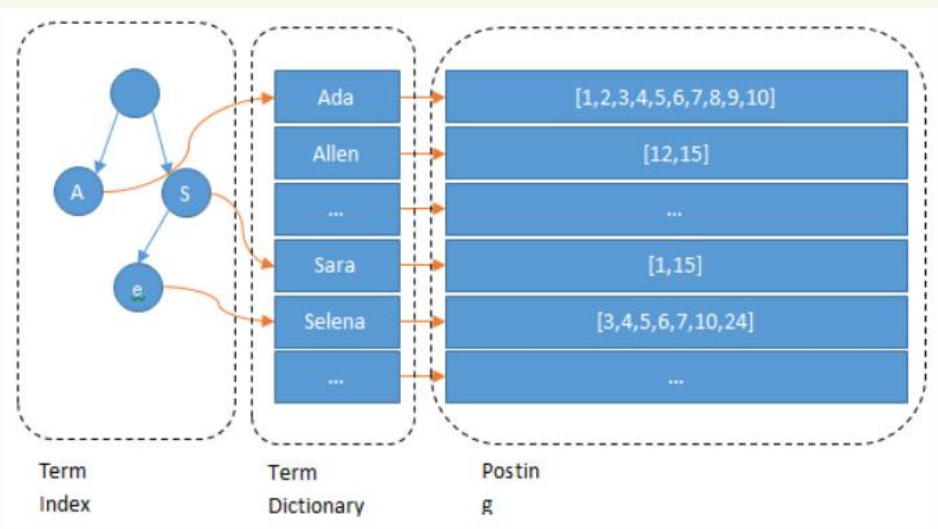 A
S
e
Ada
[1,2,3,4,5,6,7,8,9,10]
Allen
[12,15]
...
...
Sara
[1,15]
Selena
[3,4,5,6,7,10,24]
...
...
Term
Index
Term
Dictionary
Postin
g